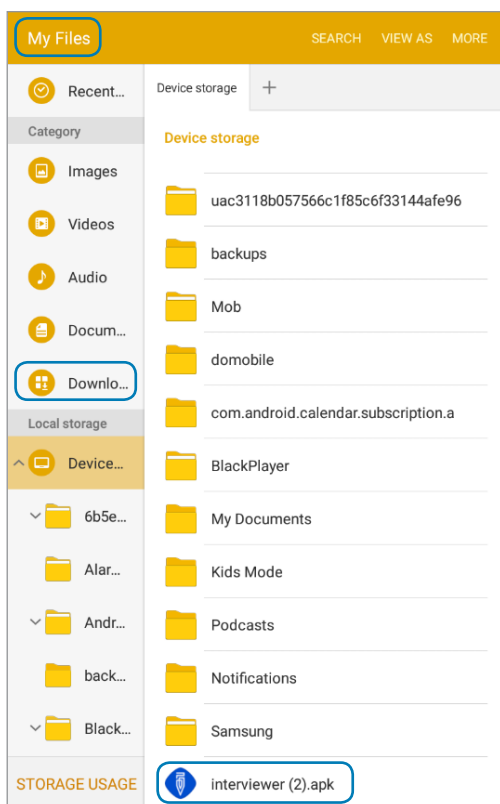 My Files
SEARCH VIEW AS MORE
Recent...
Category
Images
Videos
Audio
Docum...
Downlo...
Local storage
Device...
6b5e...
Alar...
Andr...
back...
Black...
STORAGE USAGE
Device storage +
Device storage
uac3118b057566c1f85c6f33144afe96
backups
Mob
domobile
com.android.calendar.subscription.a
BlackPlayer
My Documents
Kids Mode
Podcasts
Notifications
Samsung
interviewer (2).apk